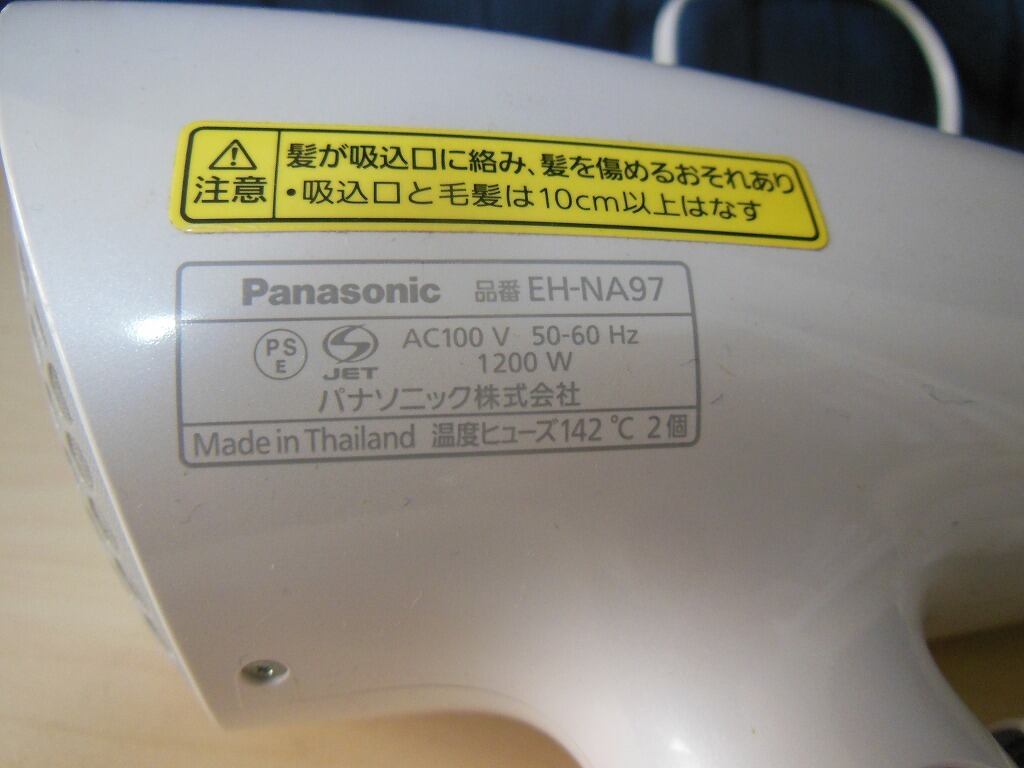 注意
髪が吸込口に絡み、髪を傷めるおそれあり
・吸込口と毛髪は10cm以上はなす
Panasonic 品番 EH-NA97
PS E JET AC100 V 50-60 Hz
1200 W
パナソニック株式会社
Made in Thailand 温度ヒューズ142 ℃ 2個